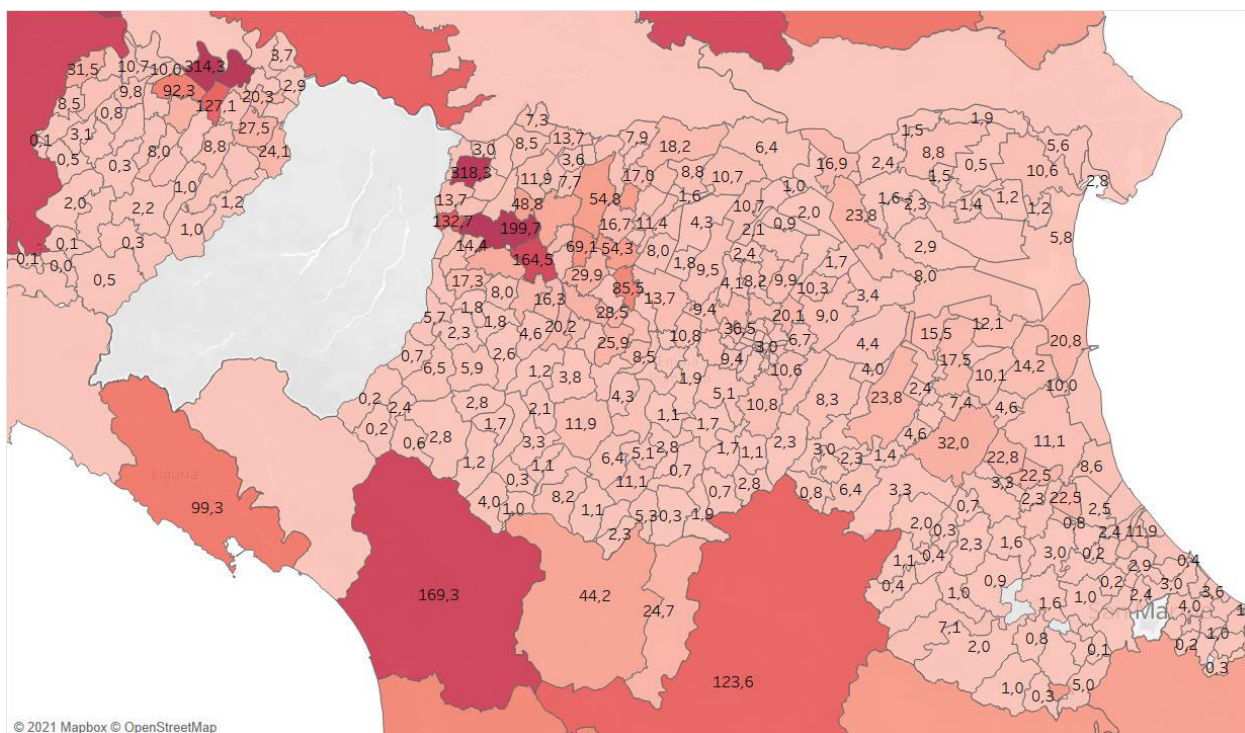 3,7
31,5 10,7 10,0 314,3
9,8 92,3 20,3 2,9
8,5 0,8 127,1
27,5
0,1 3,1
0,5 0,3 8,0 8,8 24,1
1,0
2,0 2,2 1,2
0,1 0,3 1,0
0,1 0,0
0,5
7,3
3,0 8,5 13,7 7,9 18,2 6,4 1,5 1,9
3,6 16,9 2,4 8,8 0,5 5,6
318,3 11,9 7,7 17,0 8,8 10,7 1,5 10,6
1,0 2,8
13,7 48,8 54,8 1,6 10,7 2,0 23,8 1,6 2,3 1,4 1,2 1,2
132,7 199,7 16,7 11,4 4,3 2,1 0,9
14,4 69,1 54,3 8,0 2,4 2,9 5,8
164,5 1,8 9,5 1,7
17,3 8,0 29,9 85,5 4,1 8,2 9,9 10,3 8,0
16,3 13,7 3,4
5,7 1,8 28,5 9,4 20,1 9,0
2,3 1,8 4,6 20,2 10,8 36,5 6,7 15,5 12,1
2,6 25,9 3,0 4,4 20,8
0,7 8,5 9,4 17,5
6,5 5,9 1,2 3,8 1,9 10,6 4,0 10,1 14,2
2,4 10,0
0,2 2,4 2,8 4,3 5,1 10,8 8,3 23,8 7,4 4,6
2,1 1,1
0,2 1,7 11,9 1,7
0,6 2,8 3,3 2,8 2,3 3,0 4,6 32,0 11,1
5,1 1,7 1,1 2,3 1,4
1,2 1,1 6,4 0,7 22,8 8,6
0,3 11,1 2,8 22,5
4,0 8,2 0,7 0,8 6,4 3,3 3,3
1,0 1,1 5,3 0,3 1,9 0,7 2,3 22,5 2,5
2,3 2,0 0,3 0,8 2,4 11,9
Liguria
99,3
2,3 1,6 3,0 0,2
1,1 0,4 2,9 0,4
0,4 1,0 0,9 0,2 3,0
169,3 44,2 24,7 1,6 1,0 2,4 3,6
Ma 4,0
7,1 0,8 1,0
2,0 0,1 0,2
0,3
123,6 1,0 0,3 5,0
© 2021 Mapbox © OpenStreetMap